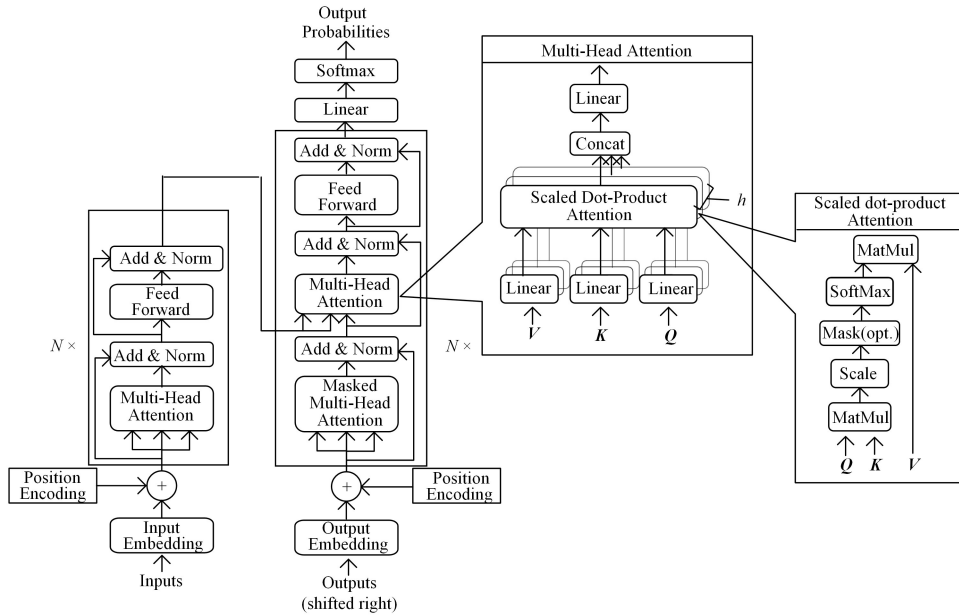 Output
Probabilities
Softmax
Linear
Add & Norm
Feed
Forward
Add & Norm
Multi-Head
Attention
Add & Norm
Masked
Multi-Head
Attention
N ×
+
Position
Encoding
Output
Embedding
Outputs
(shifted right)
Add & Norm
Feed
Forward
N ×
Add & Norm
Multi-Head
Attention
Position
Encoding
+
Input
Embedding
Inputs
Multi-Head Attention
Linear
Concat
Scaled Dot-Product
Attention
h
Linear
Linear
Linear
V
K
Q
Scaled dot-product
Attention
MatMul
SoftMax
Mask(opt.)
Scale
MatMul
Q
K
V